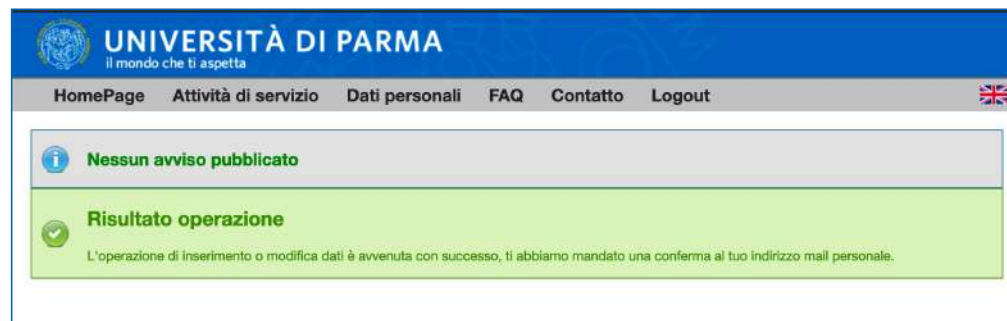 UNIVERSITÀ DI PARMA
il mondo che ti aspetta
HomePage Attività di servizio Dati personali FAQ Contatto Logout
Nessun avviso pubblicato
Risultato operazione
L'operazione di inserimento o modifica dati è avvenuta con successo, ti abbiamo mandato una conferma al tuo indirizzo mail personale.